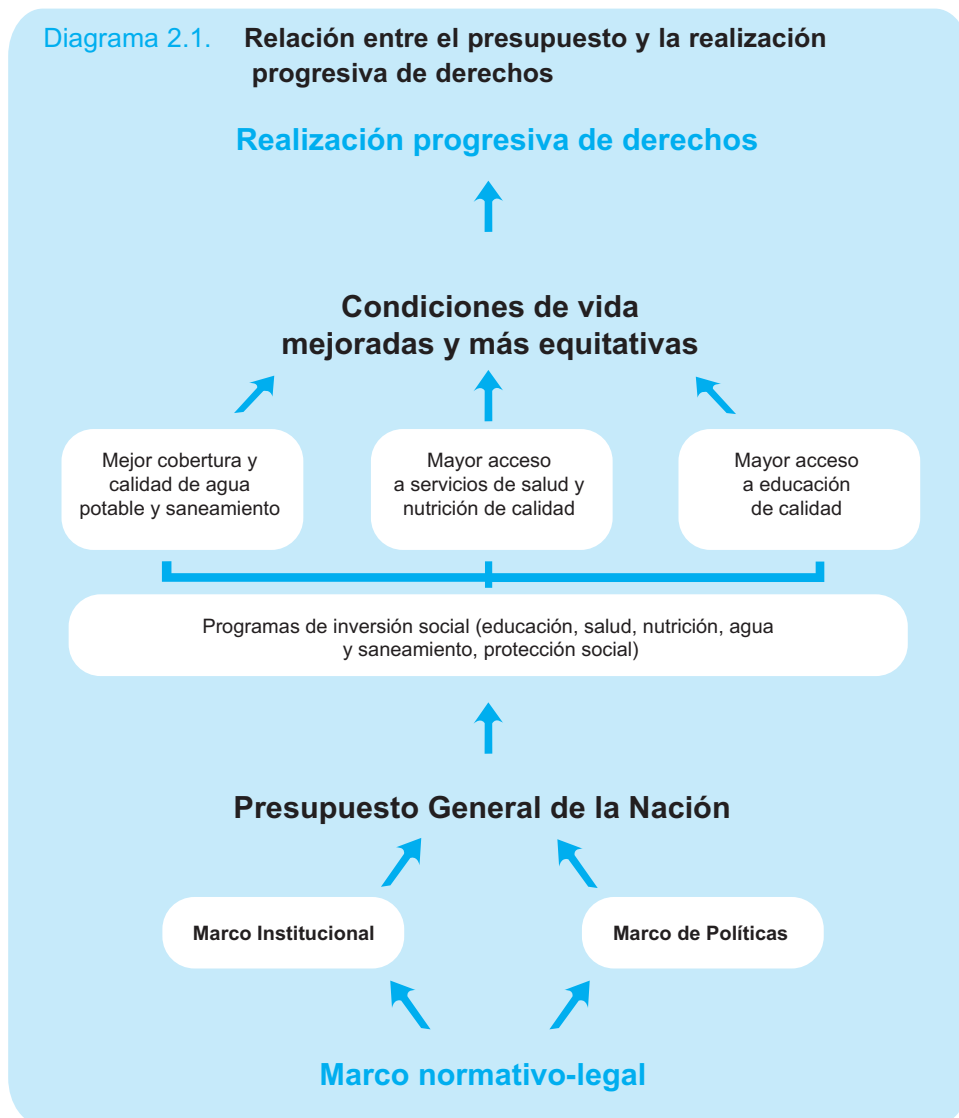 Diagrama 2.1. Relación entre el presupuesto y la realización
progresiva de derechos
Realización progresiva de derechos
Condiciones de vida
mejoradas y más equitativas
Mejor cobertura y
calidad de agua
potable y saneamiento
Mayor acceso
a servicios de salud y
nutrición de calidad
Mayor acceso
a educación
de calidad
Programas de inversión social (educación, salud, nutrición, agua
y saneamiento, protección social)
Presupuesto General de la Nación
Marco Institucional
Marco de Políticas
Marco normativo-legal